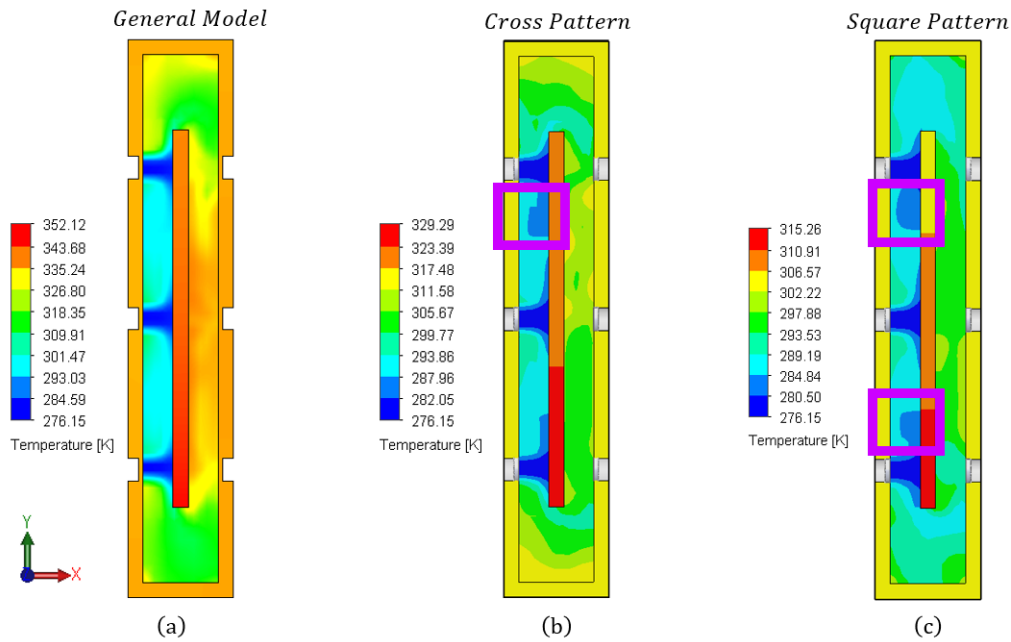 General Model
Cross Pattern
Square Pattern
352.12
343.68
335.24
326.80
318.35
309.91
301.47
293.03
284.59
276.15
Temperature [K]
329.29
323.39
317.48
311.58
305.67
299.77
293.86
287.96
282.05
276.15
Temperature [K]
315.26
310.91
306.57
302.22
297.88
293.53
289.19
284.84
280.50
276.15
Temperature [K]
Y
X
(a)
(b)
(c)